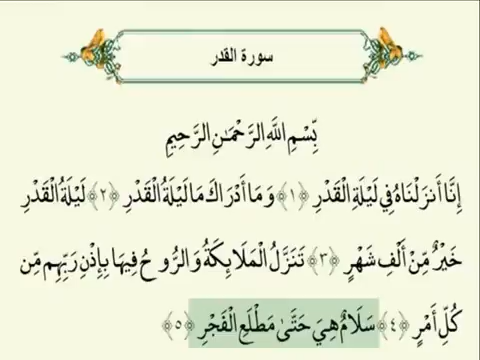 سورة القدر
بِّسْمِ اللَّهِ الرَّحْمَـٰنِ الرَّحِيمِ
إِنَّا أَنزَلْنَاهُ فِي لَيْلَةِ الْقَدْرِ ﴿١﴾ وَمَا أَدْرَاكَ مَا لَيْلَةُ الْقَدْرِ ﴿٢﴾ لَيْلَةُ الْقَدْرِ
خَيْرٌ مِّنْ أَلْفِ شَهْرٍ ﴿٣﴾ تَنَزَّلُ الْمَلَائِكَةُ وَالرُّوحُ فِيهَا بِإِذْنِ رَبِّهِم مِّن
كُلِّ أَمْرٍ ﴿٤﴾ سَلَامٌ هِيَ حَتَّىٰ مَطْلَعِ الْفَجْرِ ﴿٥﴾